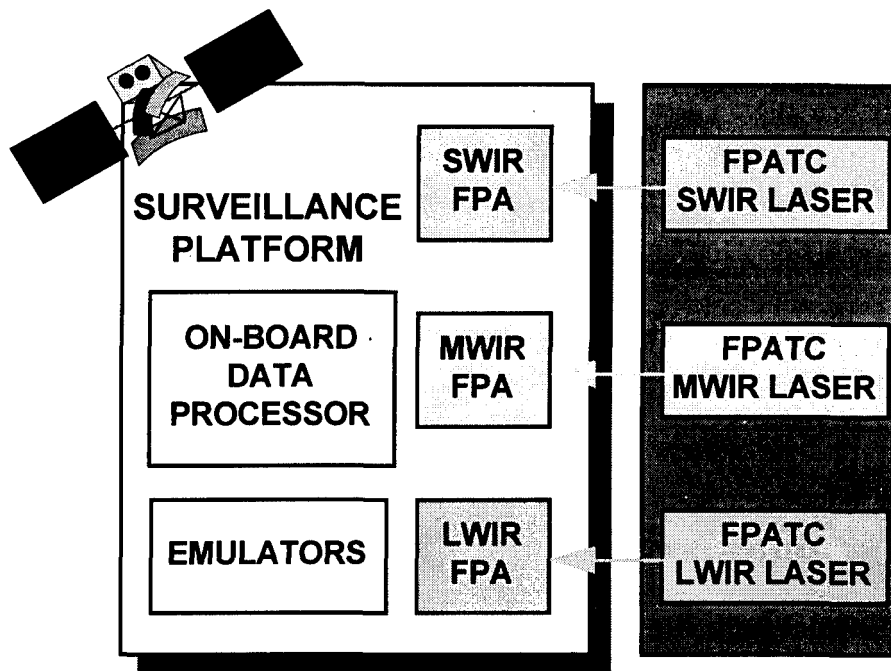 SURVEILLANCE
PLATFORM
SWIR
FPA
FPATC
SWIR LASER
ON-BOARD
DATA
PROCESSOR
MWIR
FPA
FPATC
MWIR LASER
EMULATORS
LWIR
FPA
FPATC
LWIR LASER